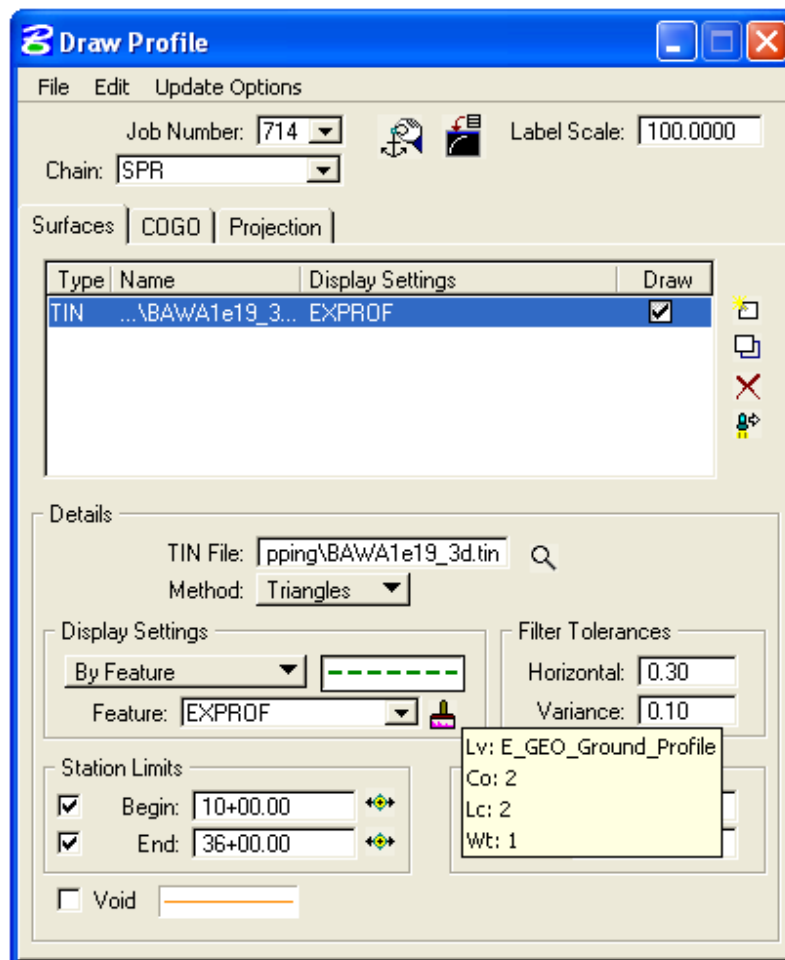 Draw Profile
File Edit Update Options
Job Number: 714 Label Scale: 100.0000
Chain: SPR
Surfaces COGO Projection
Type Name Display Settings Draw
TIN ...\BAWA1e19_3... EXPROF
Details
TIN File: pping\BAWA1e19_3d.tin
Method: Triangles
Display Settings Filter Tolerances
By Feature Horizontal: 0.30
Feature: EXPROF Variance: 0.10
Lv: E_GEO_Ground_Profile
Co: 2
Lc: 2
Wt: 1
Station Limits
Begin: 10+00.00
End: 36+00.00
Void